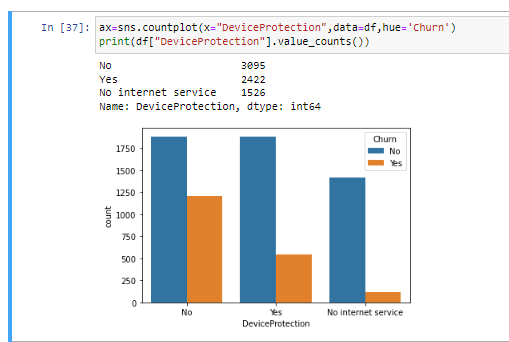 In [37]: ax=sns.countplot(x="DeviceProtection",data=df,hue='Churn')
print(df["DeviceProtection"].value_counts())
No 3095
Yes 2422
No internet service 1526
Name: DeviceProtection, dtype: int64
Churn
No
Yes
1750
1500
1250
1000
750
500
250
0
count
No Yes No internet service
DeviceProtection